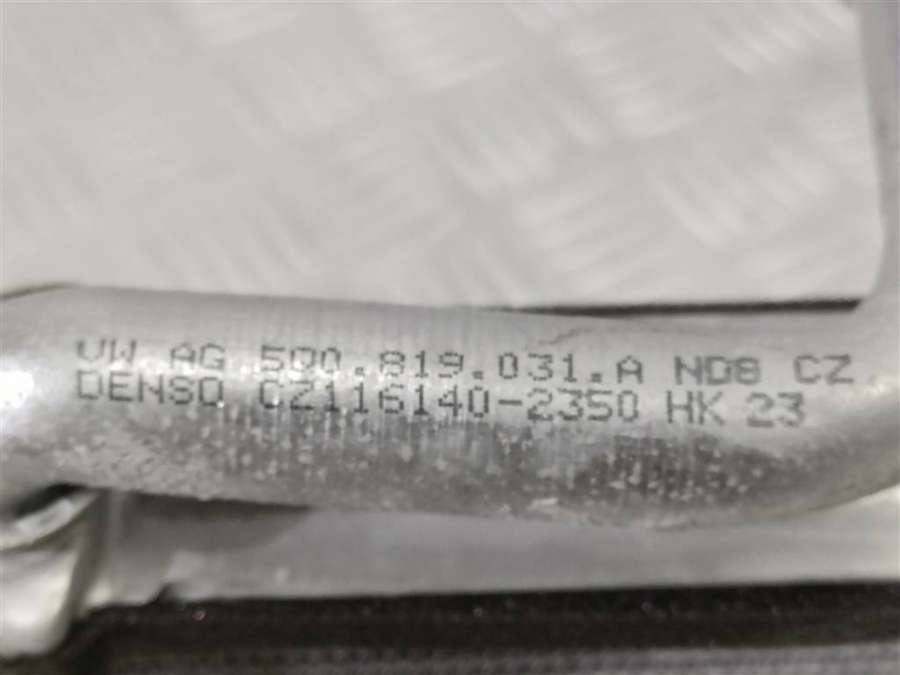 VW AG 5Q0.819.031.A ND8 CZ
DENSO CZ116140-2350 HK 23